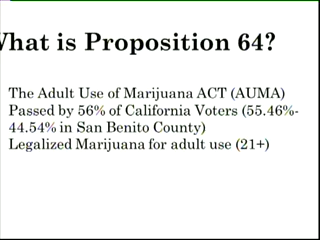 What is Proposition 64?
The Adult Use of Marijuana ACT (AUMA)
Passed by 56% of California Voters (55.46%-
44.54% in San Benito County)
Legalized Marijuana for adult use (21+)